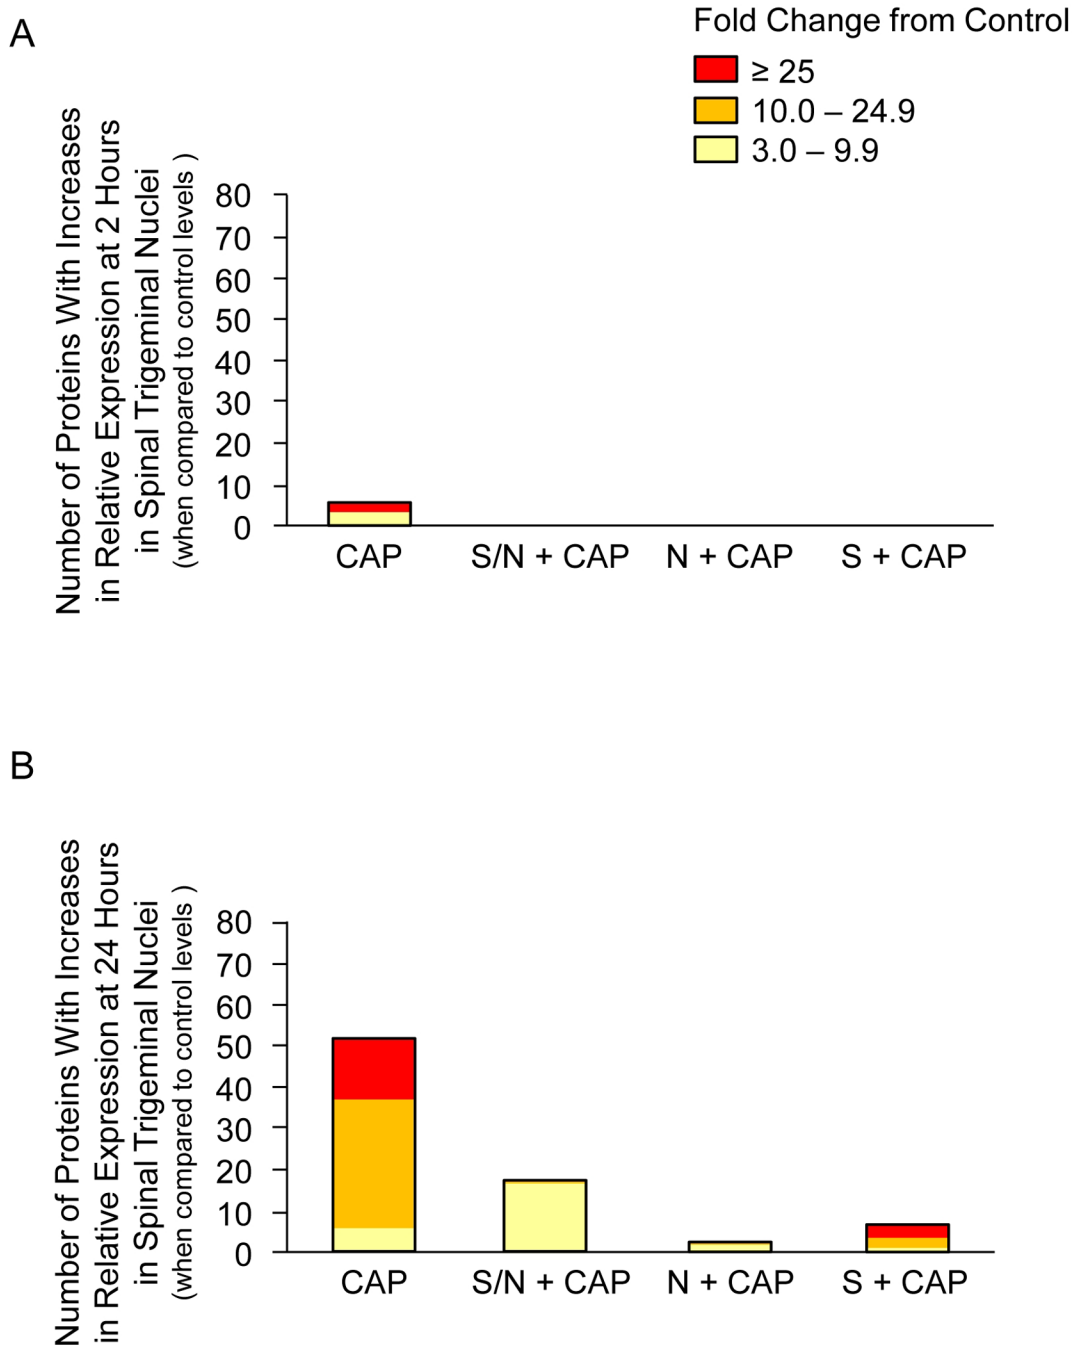 A
Fold Change from Control
≥ 25
10.0 – 24.9
3.0 – 9.9
Number of Proteins With Increases
in Relative Expression at 2 Hours
in Spinal Trigeminal Nuclei
(when compared to control levels )
80
70
60
50
40
30
20
10
0
CAP
S/N + CAP
N + CAP
S + CAP
B
Number of Proteins With Increases
in Relative Expression at 24 Hours
in Spinal Trigeminal Nuclei
(when compared to control levels )
80
70
60
50
40
30
20
10
0
CAP
S/N + CAP
N + CAP
S + CAP